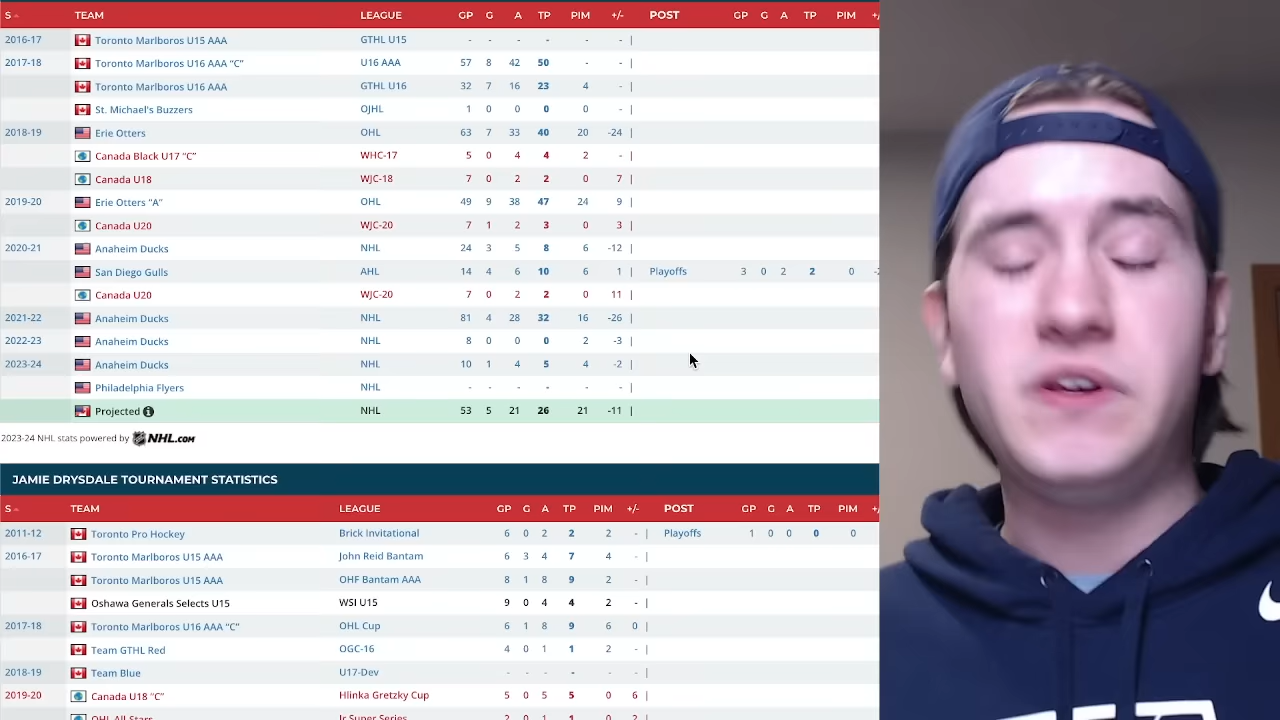 S TEAM LEAGUE GP G A TP PIM +/- POST GP G A TP PIM
2016-17 Toronto Marlboros U15 AAA GTHL U15 - - - - - - |
2017-18 Toronto Marlboros U16 AAA “C” U16 AAA 57 8 42 50 - - |
Toronto Marlboros U16 AAA GTHL U16 32 7 16 23 4 - |
St. Michael's Buzzers OJHL 1 0 0 0 0 - |
2018-19 Erie Otters OHL 63 7 33 40 20 -24 |
Canada Black U17 “C” WHC-17 5 0 4 4 2 - |
Canada U18 WJC-18 7 0 2 2 0 7 |
2019-20 Erie Otters “A” OHL 49 9 38 47 24 9 |
Canada U20 WJC-20 7 1 2 3 0 3 |
2020-21 Anaheim Ducks NHL 24 3 5 8 6 -12 |
San Diego Gulls AHL 14 4 6 10 6 1 | Playoffs 3 0 2 2 0
Canada U20 WJC-20 7 0 2 2 0 11 |
2021-22 Anaheim Ducks NHL 81 4 28 32 16 -26 |
2022-23 Anaheim Ducks NHL 8 0 0 0 2 -3 |
2023-24 Anaheim Ducks NHL 10 1 4 5 4 -2 |
Philadelphia Flyers NHL - - - - - - |
Projected NHL 53 5 21 26 21 -11 |
2023-24 NHL stats powered by NHL.com
JAMIE DRYSDALE TOURNAMENT STATISTICS
S TEAM LEAGUE GP G A TP PIM +/- POST GP G A TP PIM
2011-12 Toronto Pro Hockey Brick Invitational 6 0 2 2 2 - | Playoffs 1 0 0 0 0
2016-17 Toronto Marlboros U15 AAA John Reid Bantam 6 3 4 7 4 - |
Toronto Marlboros U15 AAA OHF Bantam AAA 8 1 8 9 2 - |
Oshawa Generals Selects U15 WSI U15 9 0 4 4 2 - |
2017-18 Toronto Marlboros U16 AAA “C” OHL Cup 6 1 8 9 6 0 |
Team GTHL Red OGC-16 4 0 1 1 2 - |
2018-19 Team Blue U17-Dev - - - - - - |
2019-20 Canada U18 “C” Hlinka Gretzky Cup 5 0 5 5 0 6 |
OHL All-Stars Jr Super Series 2 0 1 1 0 2 |